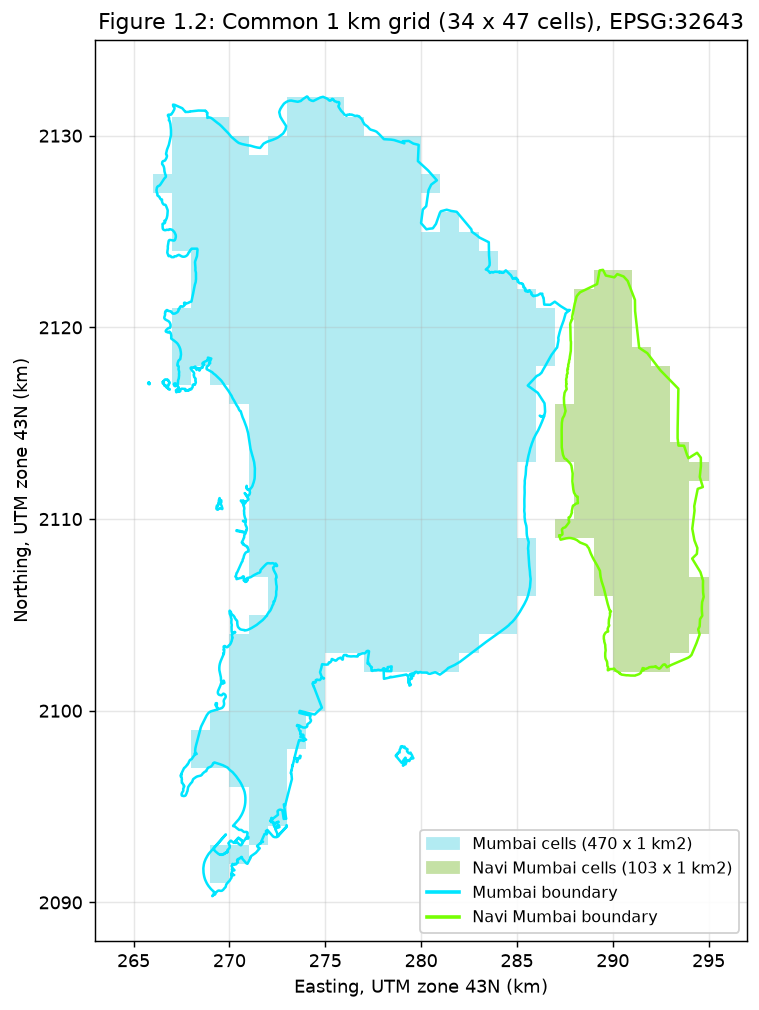 Figure 1.2: Common 1 km grid (34 x 47 cells), EPSG:32643
Northing, UTM zone 43N (km)
2130
2120
2110
2100
2090
265
270
275
280
285
290
295
Easting, UTM zone 43N (km)
Mumbai cells (470 x 1 km2)
Navi Mumbai cells (103 x 1 km2)
Mumbai boundary
Navi Mumbai boundary